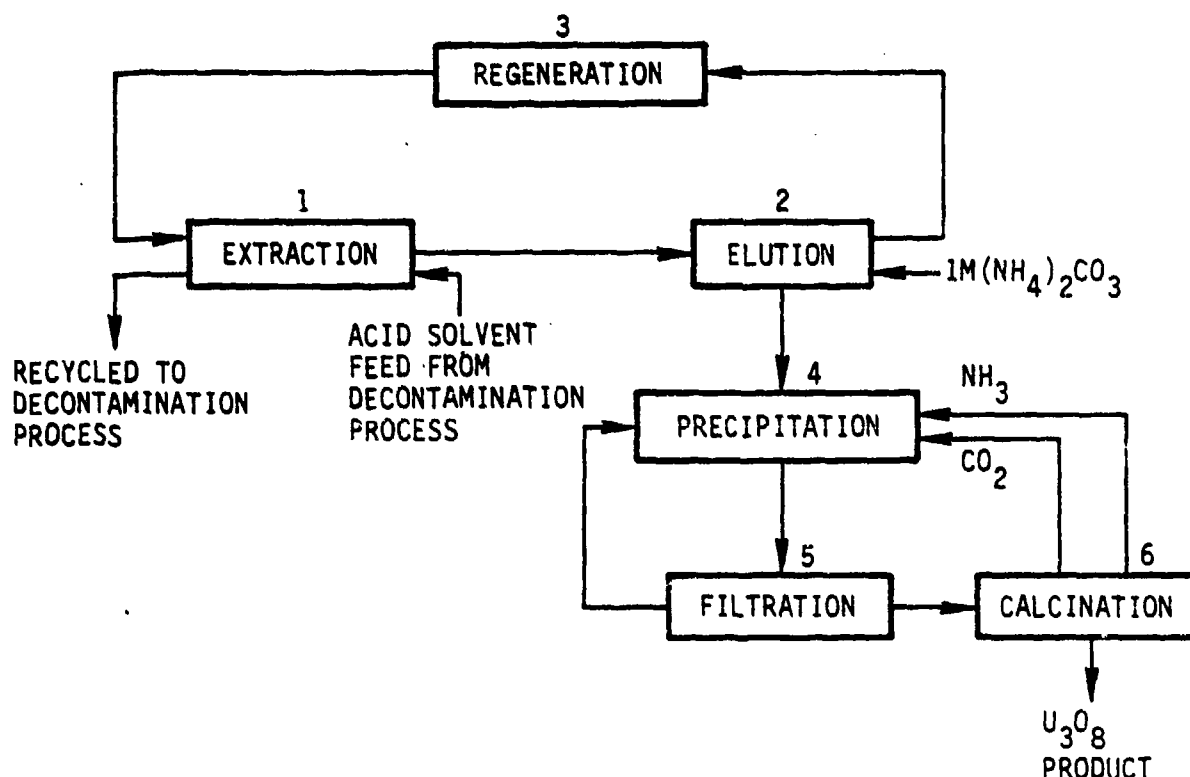 3
REGENERATION
1
EXTRACTION
2
ELUTION
1M(NH4)2CO3
RECYCLED TO
DECONTAMINATION
PROCESS
ACID SOLVENT
FEED FROM
DECONTAMINATION
PROCESS
4
PRECIPITATION
NH3
CO2
5
FILTRATION
6
CALCINATION
U3O8
PRODUCT